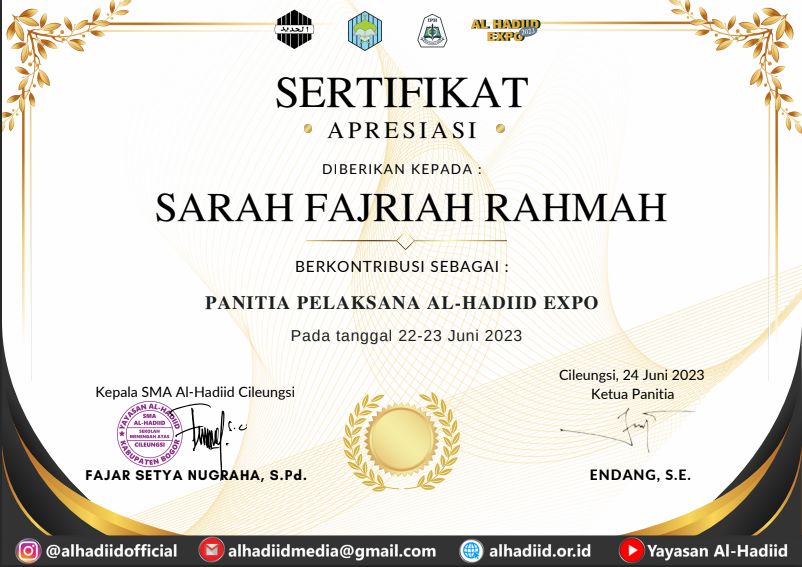 الحديد
IPH
AL HADIID
EXPO 2023
SERTIFIKAT
APRESIASI
DIBERIKAN KEPADA :
SARAH FAJRIAH RAHMAH
BERKONTRIBUSI SEBAGAI :
PANITIA PELAKSANA AL-HADIID EXPO
Pada tanggal 22-23 Juni 2023
Cileungsi, 24 Juni 2023
Ketua Panitia
Kepala SMA Al-Hadiid Cileungsi
YAYASAN AL-HADIID
SMA
AL-HADIID
SEKOLAH
MENENGAH ATAS
CILEUNGSI
KABUPATEN BOGOR
FAJAR SETYA NUGRAHA, S.Pd.
ENDANG, S.E.
@alhadiidofficial
alhadiidmedia@gmail.com
alhadiid.or.id
Yayasan Al-Hadiid